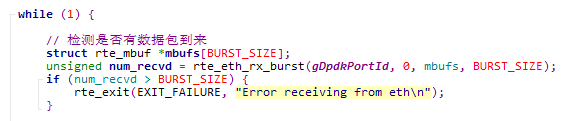 while (1) {
// 检测是否有数据包到来
struct rte_mbuf *mbufs[BURST_SIZE];
unsigned num_recvd = rte_eth_rx_burst(gDpdkPortId, 0, mbufs, BURST_SIZE);
if (num_recvd > BURST_SIZE) {
rte_exit(EXIT_FAILURE, "Error receiving from eth\n");
}